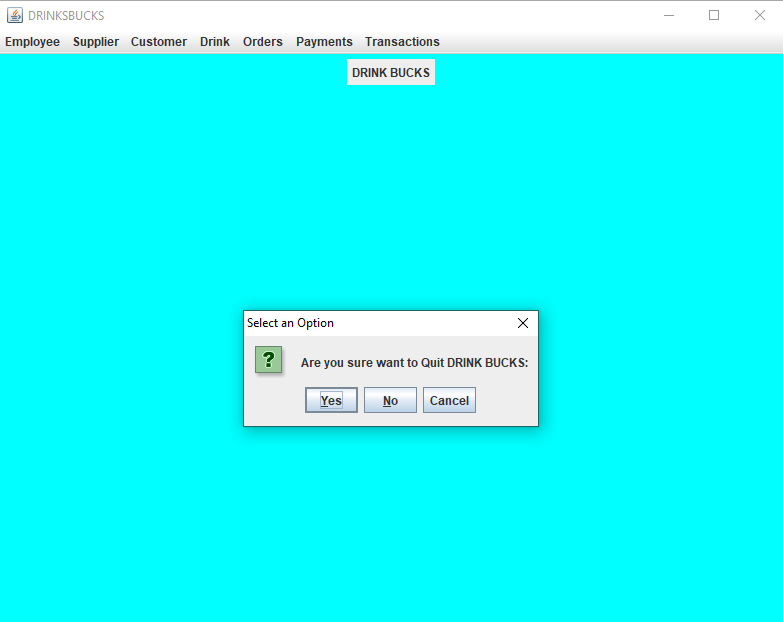 DRINKSBUCKS
Employee Supplier Customer Drink Orders Payments Transactions
DRINK BUCKS
Select an Option
?
Are you sure want to Quit DRINK BUCKS:
Yes No Cancel